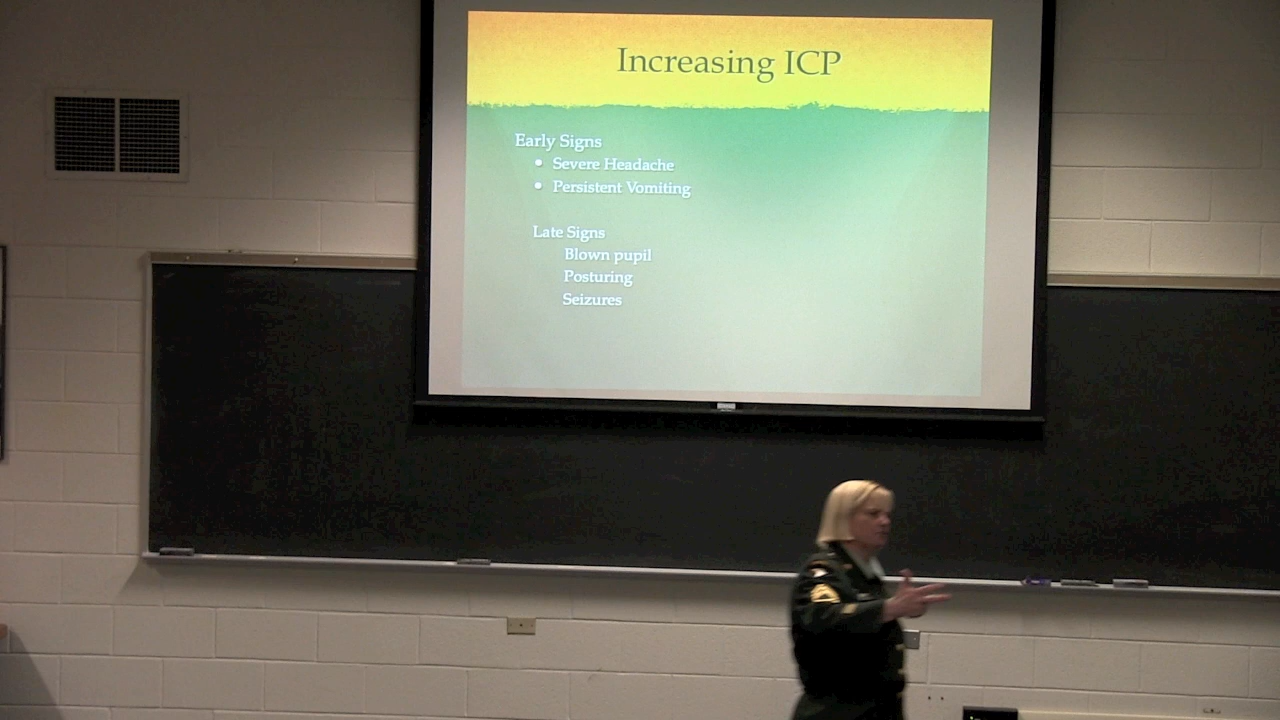 Increasing ICP
Early Signs
• Severe Headache
• Persistent Vomiting
Late Signs
Blown pupil
Posturing
Seizures